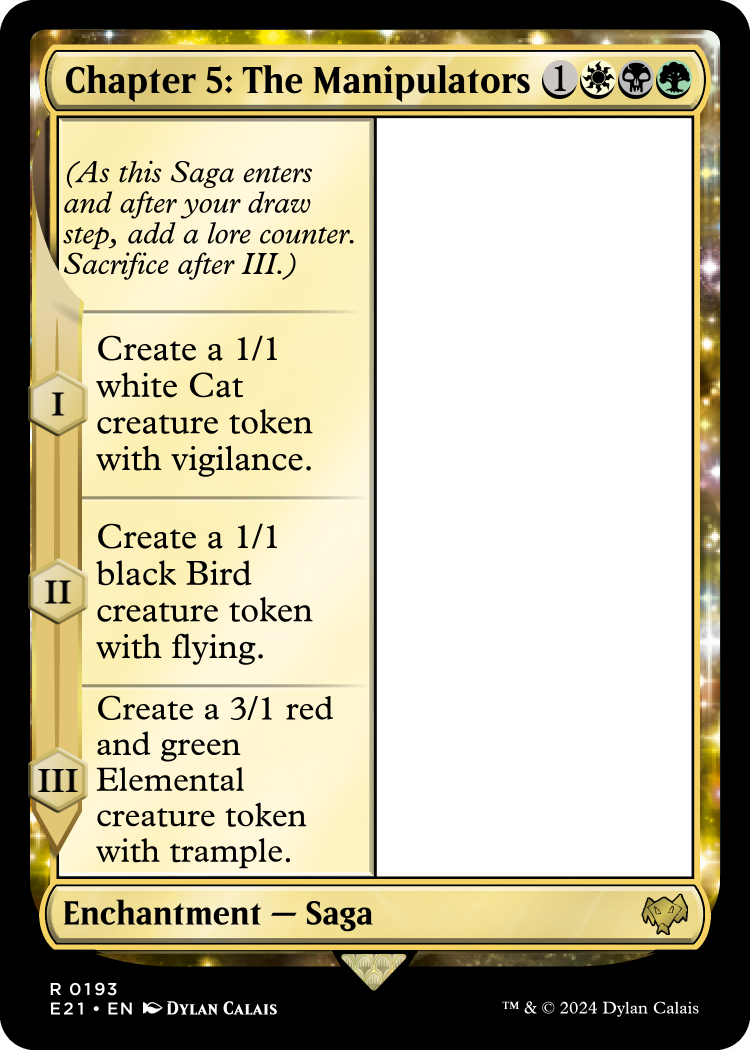 Chapter 5: The Manipulators 1
(As this Saga enters
and after your draw
step, add a lore counter.
Sacrifice after III.)
I
Create a 1/1
white Cat
creature token
with vigilance.
II
Create a 1/1
black Bird
creature token
with flying.
III
Create a 3/1 red
and green
Elemental
creature token
with trample.
Enchantment — Saga
R 0193
E21 • EN Dylan Calais
™ & © 2024 Dylan Calais